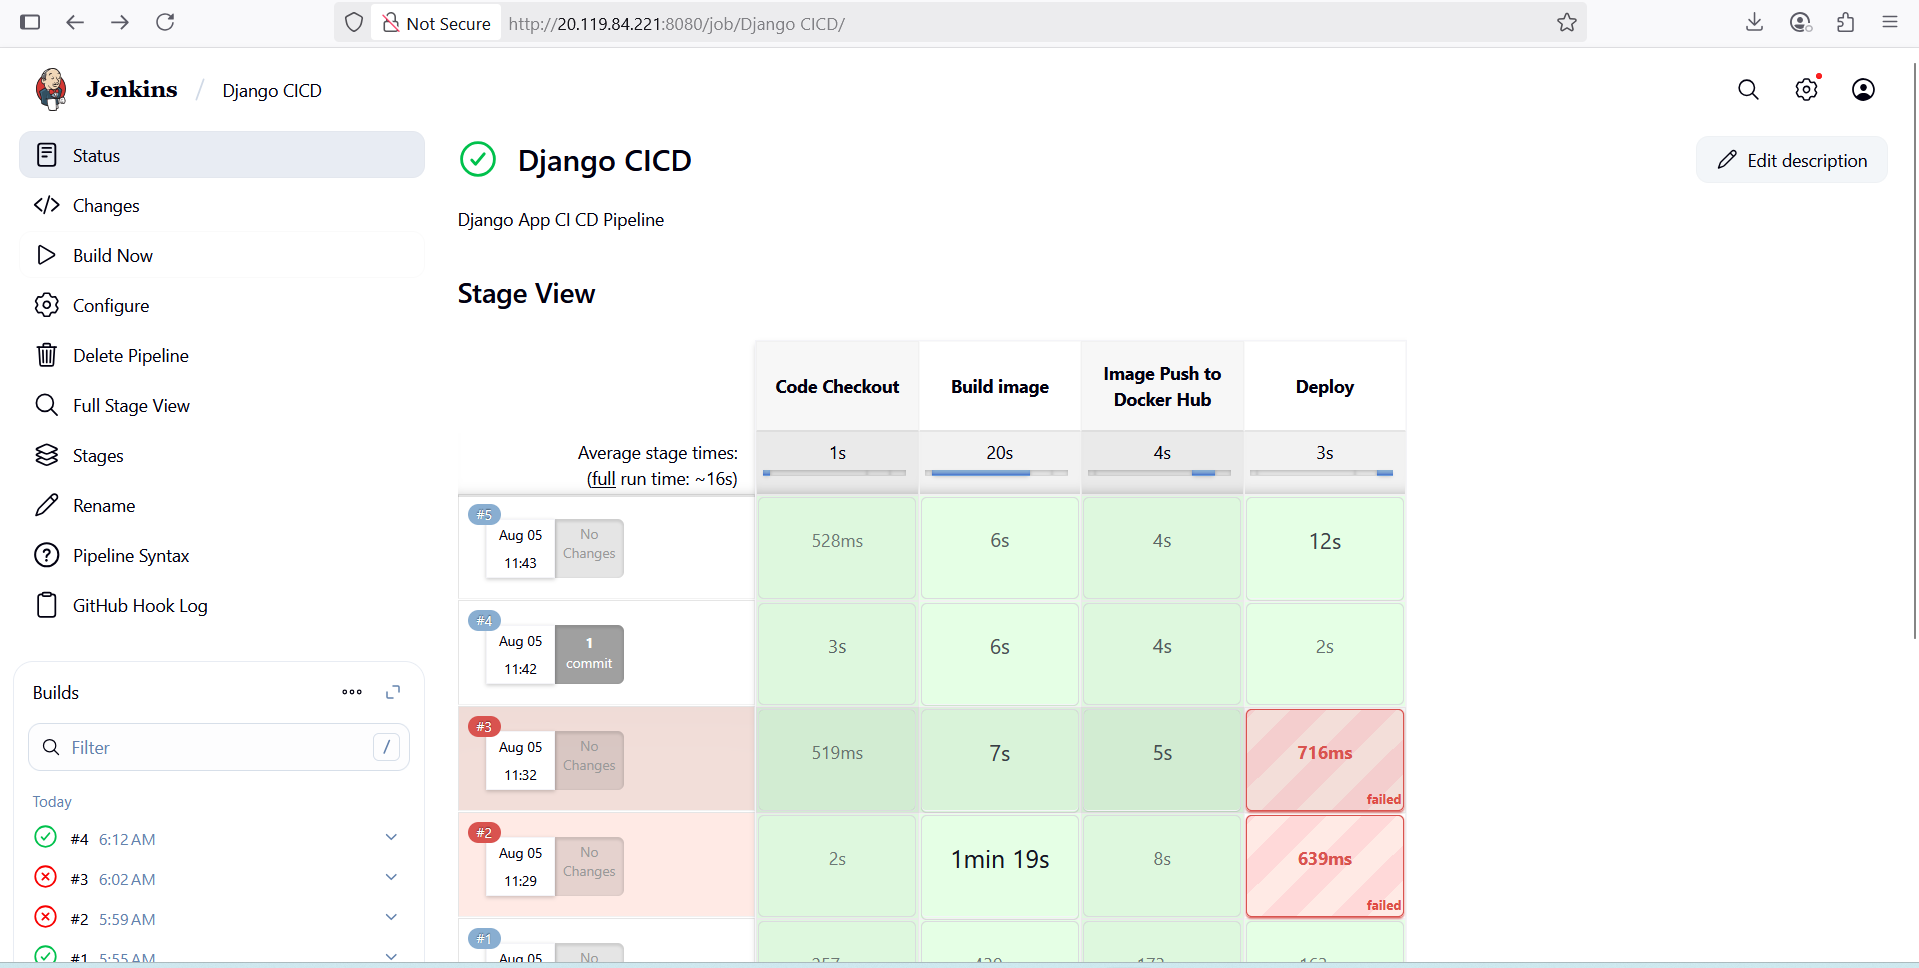 Not Secure
http://20.119.84.221:8080/job/Django CICD/
Jenkins / Django CICD
Status
Changes
Build Now
Configure
Delete Pipeline
Full Stage View
Stages
Rename
Pipeline Syntax
GitHub Hook Log
Builds
Filter
/
Today
#4 6:12 AM
#3 6:02 AM
#2 5:59 AM
#1 5:55 AM
Django CICD
Edit description
Django App CI CD Pipeline
Stage View
Code Checkout
Build image
Image Push to
Docker Hub
Deploy
Average stage times:
(full run time: ~16s)
1s
20s
4s
3s
#5
Aug 05
11:43
No
Changes
528ms
6s
4s
12s
#4
Aug 05
11:42
1
commit
3s
6s
4s
2s
#3
Aug 05
11:32
No
Changes
519ms
7s
5s
716ms
failed
#2
Aug 05
11:29
No
Changes
2s
1min 19s
8s
639ms
failed
#1
Aug 05
No